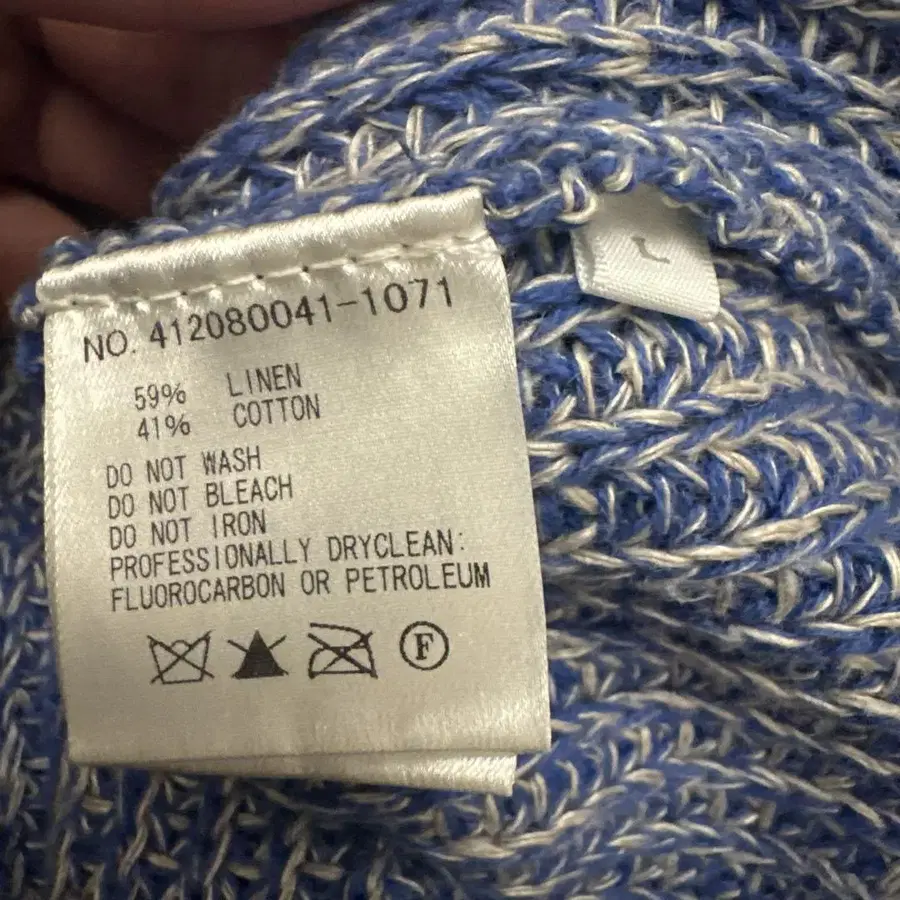 NO. 412080041-1071
L
59% LINEN
41% COTTON
DO NOT WASH
DO NOT BLEACH
DO NOT IRON
PROFESSIONALLY DRYCLEAN:
FLUOROCARBON OR PETROLEUM
F